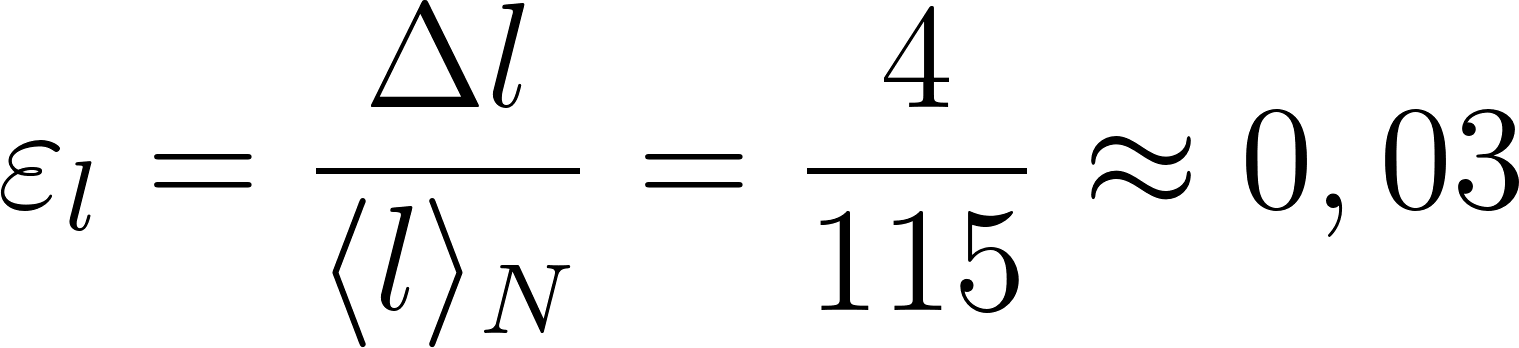 ε_l = Δl / ⟨l⟩_N = 4 / 115 ≈ 0, 03